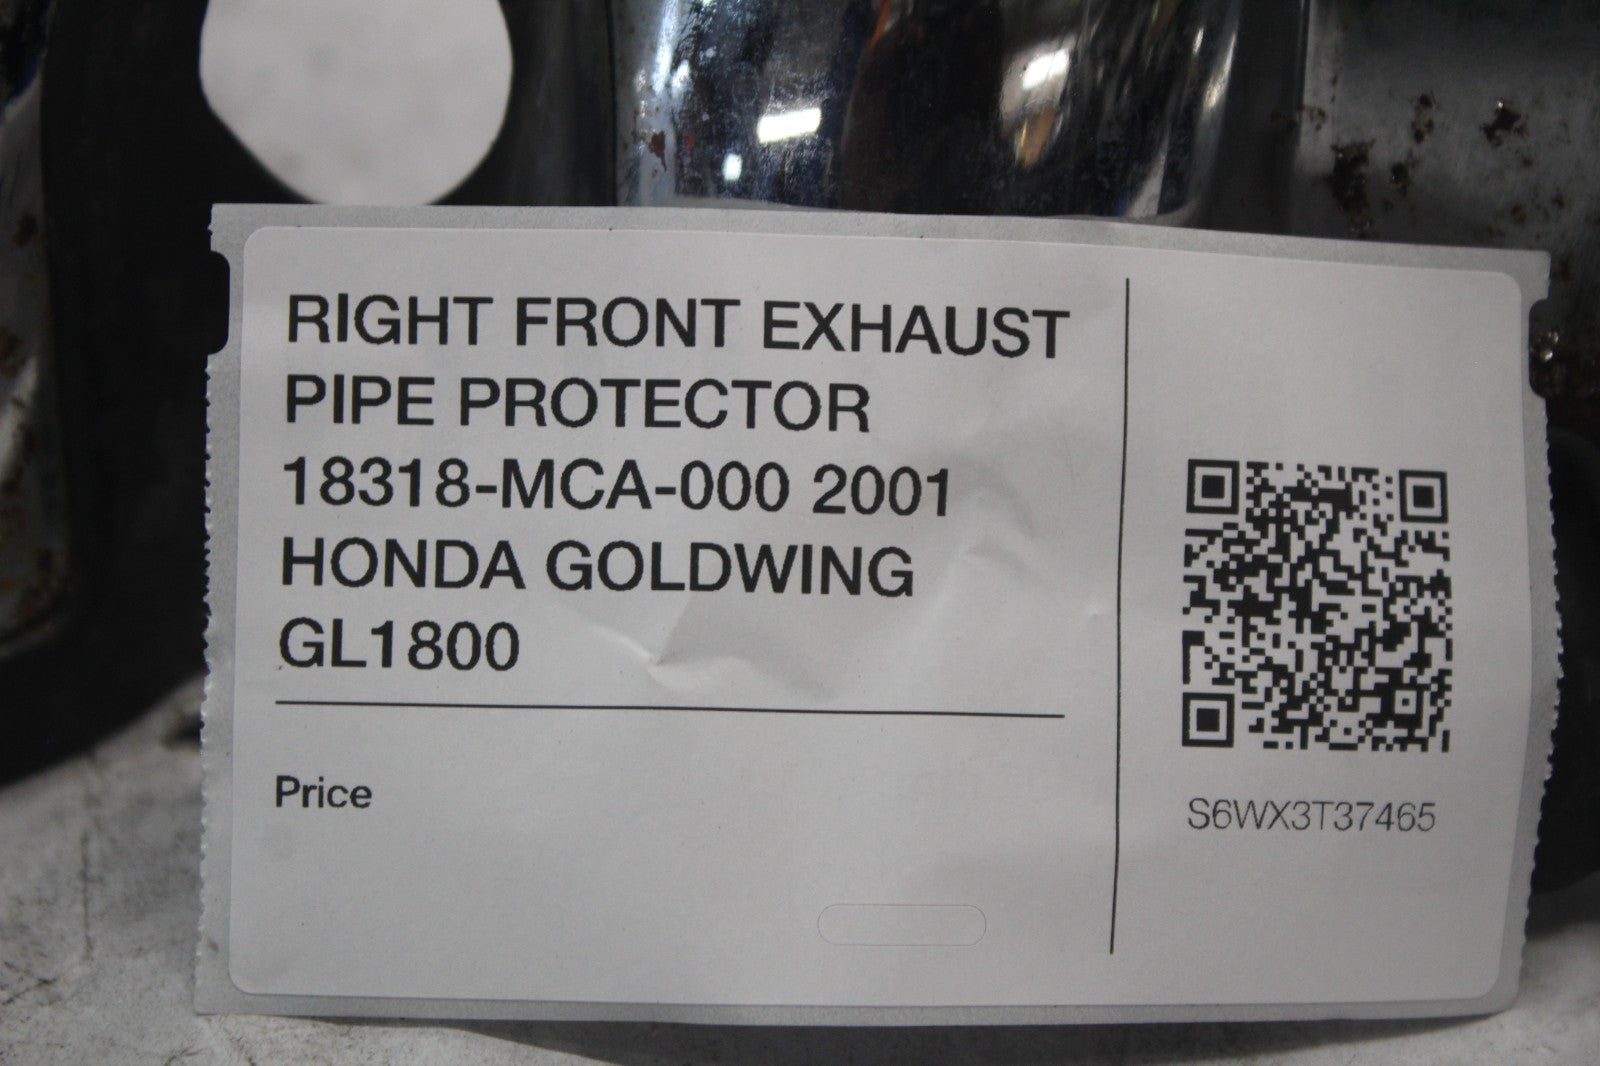 RIGHT FRONT EXHAUST
PIPE PROTECTOR
18318-MCA-000 2001
HONDA GOLDWING
GL1800
Price
S6WX3T37465